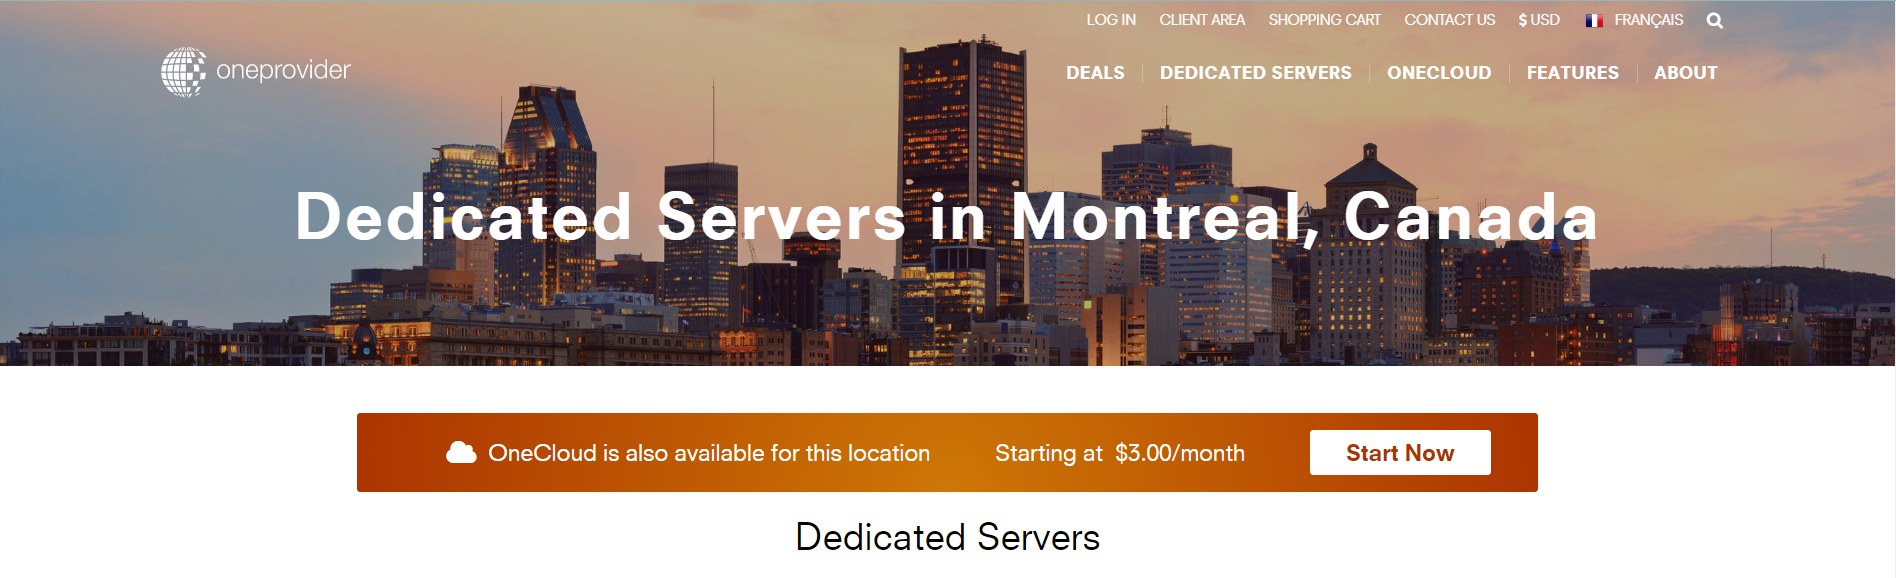 LOG IN CLIENT AREA SHOPPING CART CONTACT US $ USD FRANÇAIS
oneprovider
DEALS DEDICATED SERVERS ONECLOUD FEATURES ABOUT
Dedicated Servers in Montreal, Canada
OneCloud is also available for this location Starting at $3.00/month Start Now
Dedicated Servers